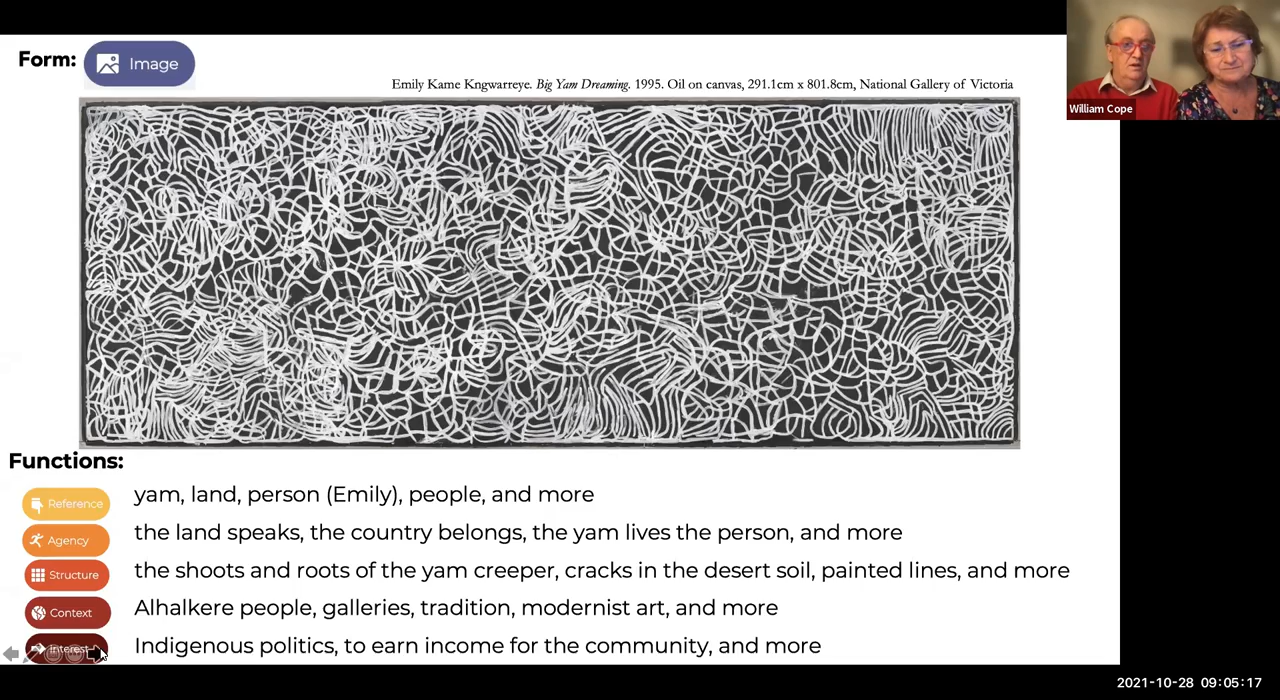 Form: Image
Emily Kame Kngwarreye. Big Yam Dreaming. 1995. Oil on canvas, 291.1cm x 801.8cm, National Gallery of Victoria
William Cope
Functions:
Reference yam, land, person (Emily), people, and more
Agency the land speaks, the country belongs, the yam lives the person, and more
Structure the shoots and roots of the yam creeper, cracks in the desert soil, painted lines, and more
Context Alhalkere people, galleries, tradition, modernist art, and more
Interest Indigenous politics, to earn income for the community, and more
2021-10-28 09:05:17